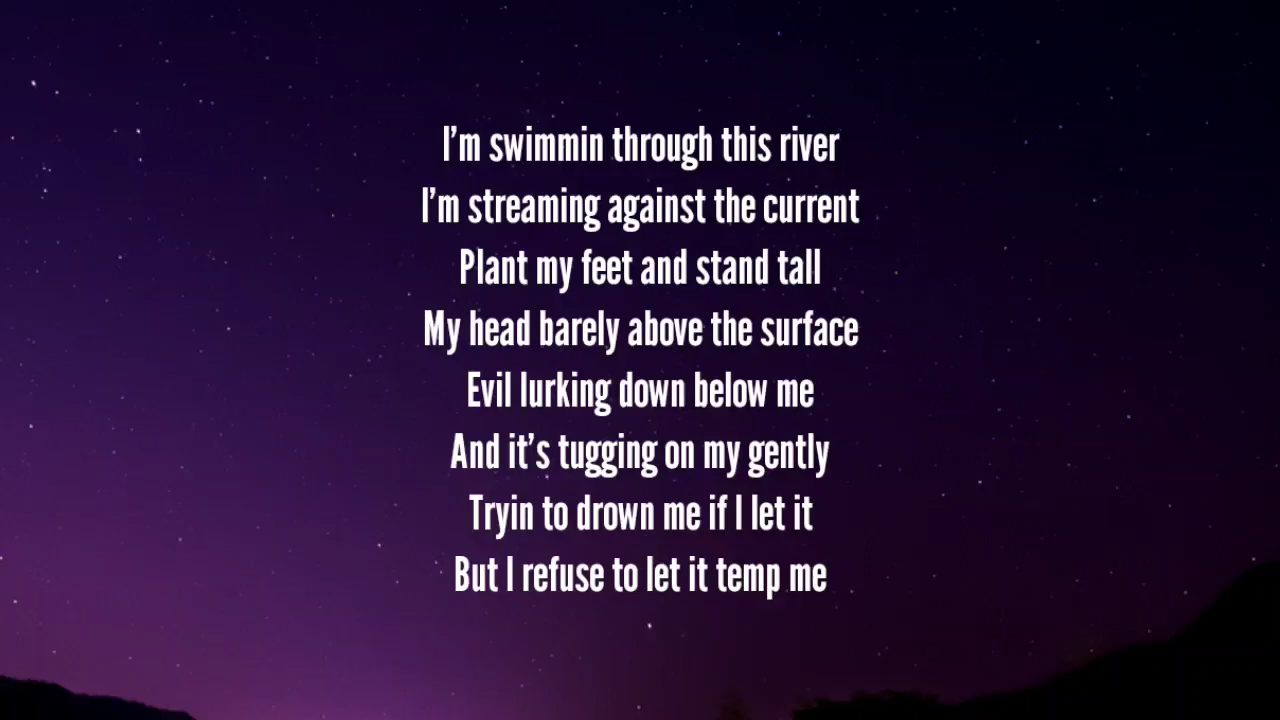 I’m swimmin through this river
I’m streaming against the current
Plant my feet and stand tall
My head barely above the surface
Evil lurking down below me
And it’s tugging on my gently
Tryin to drown me if I let it
But I refuse to let it temp me